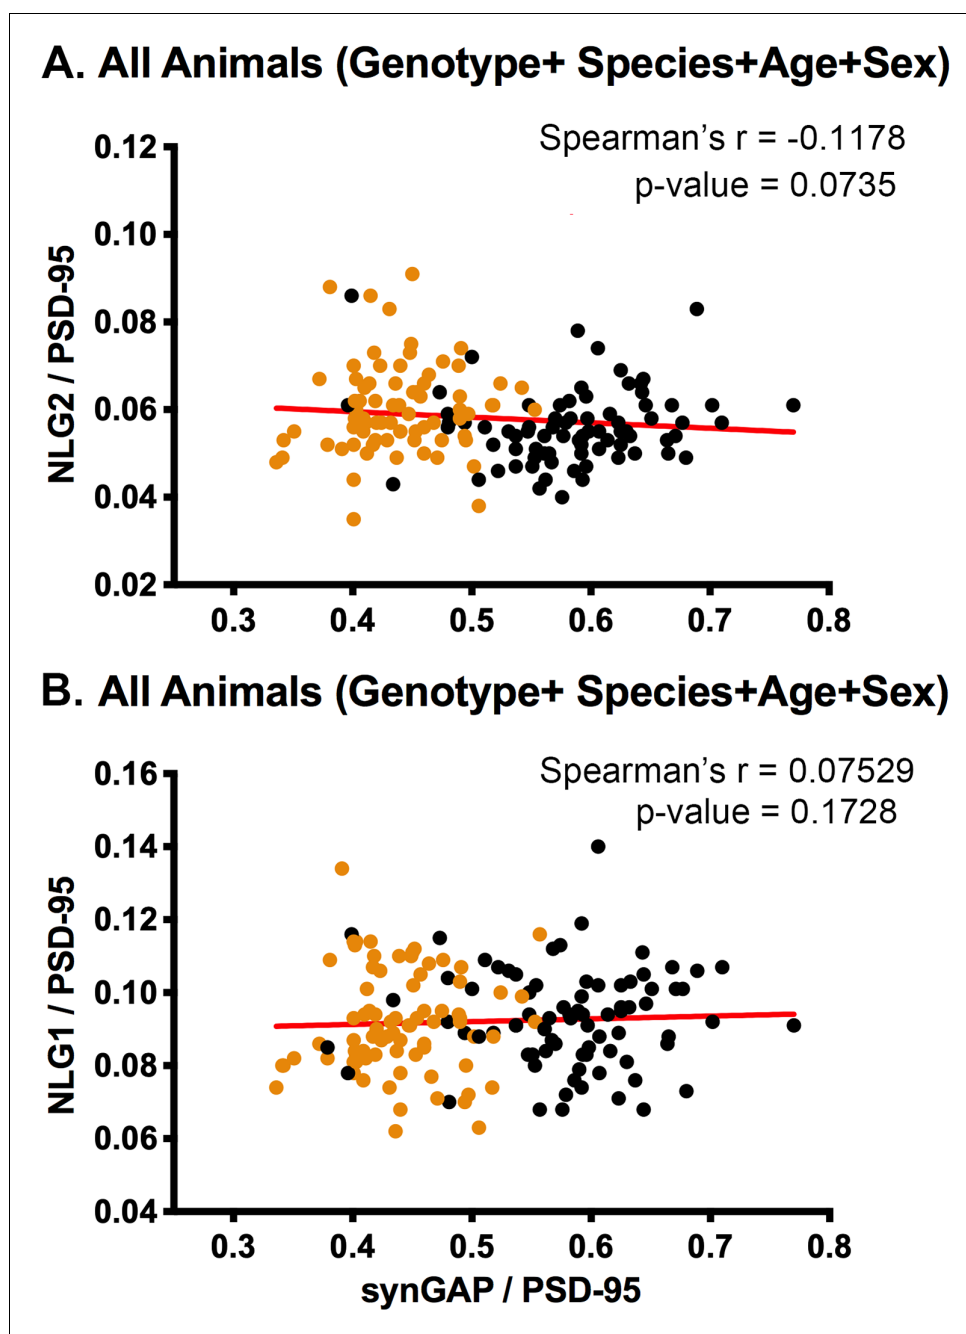 A. All Animals (Genotype+ Species+Age+Sex)
Spearman's r = -0.1178
p-value = 0.0735
0.12
0.10
0.08
0.06
0.04
0.02
NLG2 / PSD-95
0.3 0.4 0.5 0.6 0.7 0.8
B. All Animals (Genotype+ Species+Age+Sex)
Spearman's r = 0.07529
p-value = 0.1728
0.16
0.14
0.12
0.10
0.08
0.06
0.04
NLG1 / PSD-95
0.3 0.4 0.5 0.6 0.7 0.8
synGAP / PSD-95